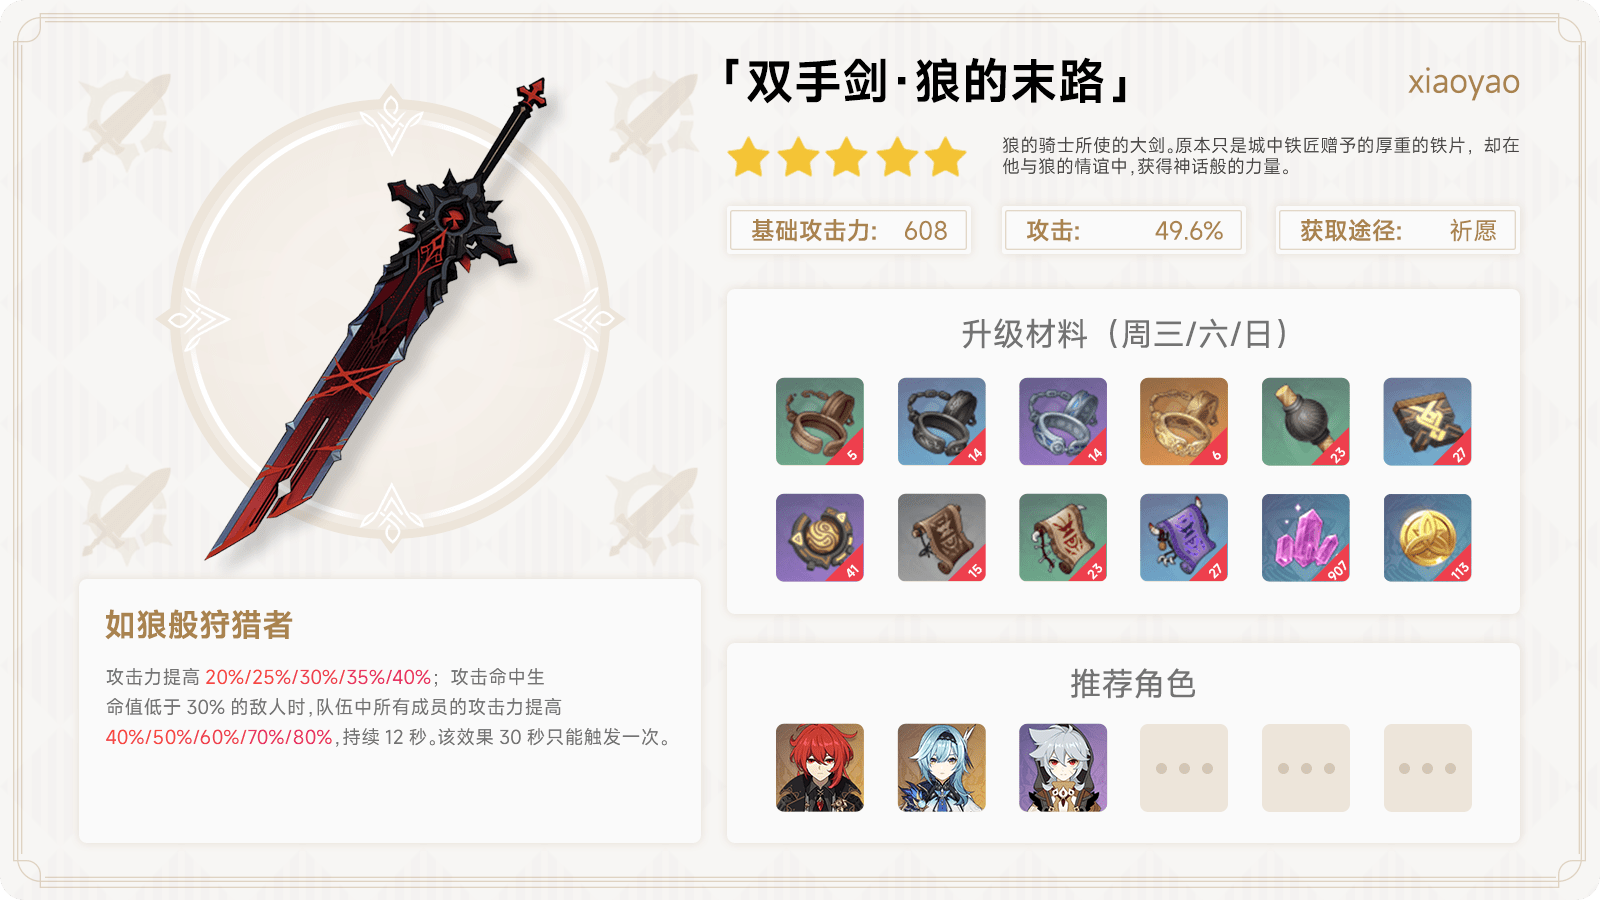 「双手剑·狼的末路」
xiaoyao
狼的骑士所使的大剑。原本只是城中铁匠赠予的厚重的铁片，却在
他与狼的情谊中，获得神话般的力量。
基础攻击力： 608
攻击： 49.6%
获取途径： 祈愿
升级材料（周三/六/日）
5 14 14 6 23 27
41 15 23 27 907 113
如狼般狩猎者
攻击力提高 20%/25%/30%/35%/40%；攻击命中生
命值低于 30% 的敌人时，队伍中所有成员的攻击力提高
40%/50%/60%/70%/80%，持续 12 秒。该效果 30 秒只能触发一次。
推荐角色